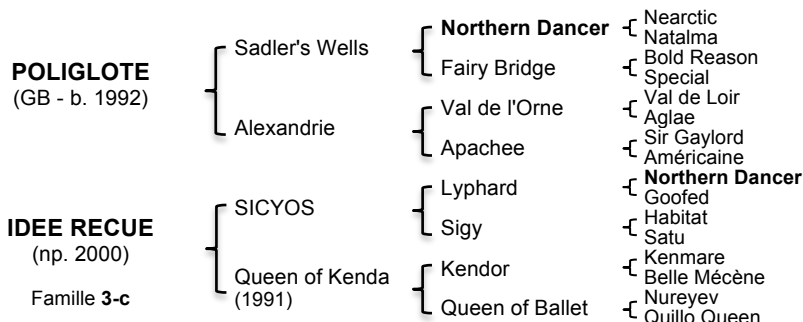 POLIGLOTE
(GB - b. 1992)
Sadler's Wells
Alexandrie
Northern Dancer
Fairy Bridge
Val de l'Orne
Apachee
Nearctic
Natalma
Bold Reason
Special
Val de Loir
Aglae
Sir Gaylord
Américaine
IDEE RECUE
(np. 2000)
Famille 3-c
SICYOS
Queen of Kenda
(1991)
Lyphard
Sigy
Kendor
Queen of Ballet
Northern Dancer
Goofed
Habitat
Satu
Kenmare
Belle Mécène
Nureyev
Quillo Queen